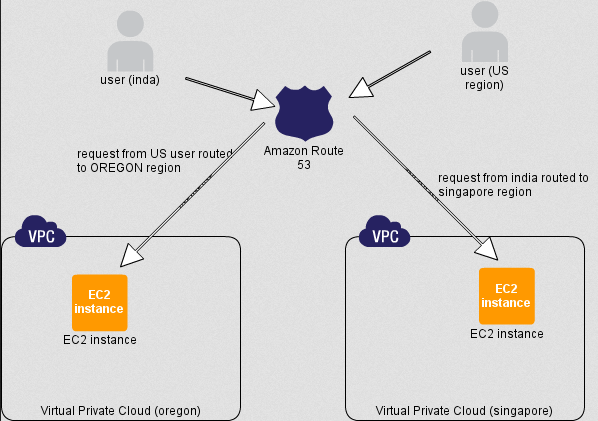 user (inda)
user (US
region)
Amazon Route
53
request from US user routed
to OREGON region
request from india routed to
singapore region
VPC
EC2
instance
EC2 instance
Virtual Private Cloud (oregon)
VPC
EC2
instance
EC2 instance
Virtual Private Cloud (singapore)